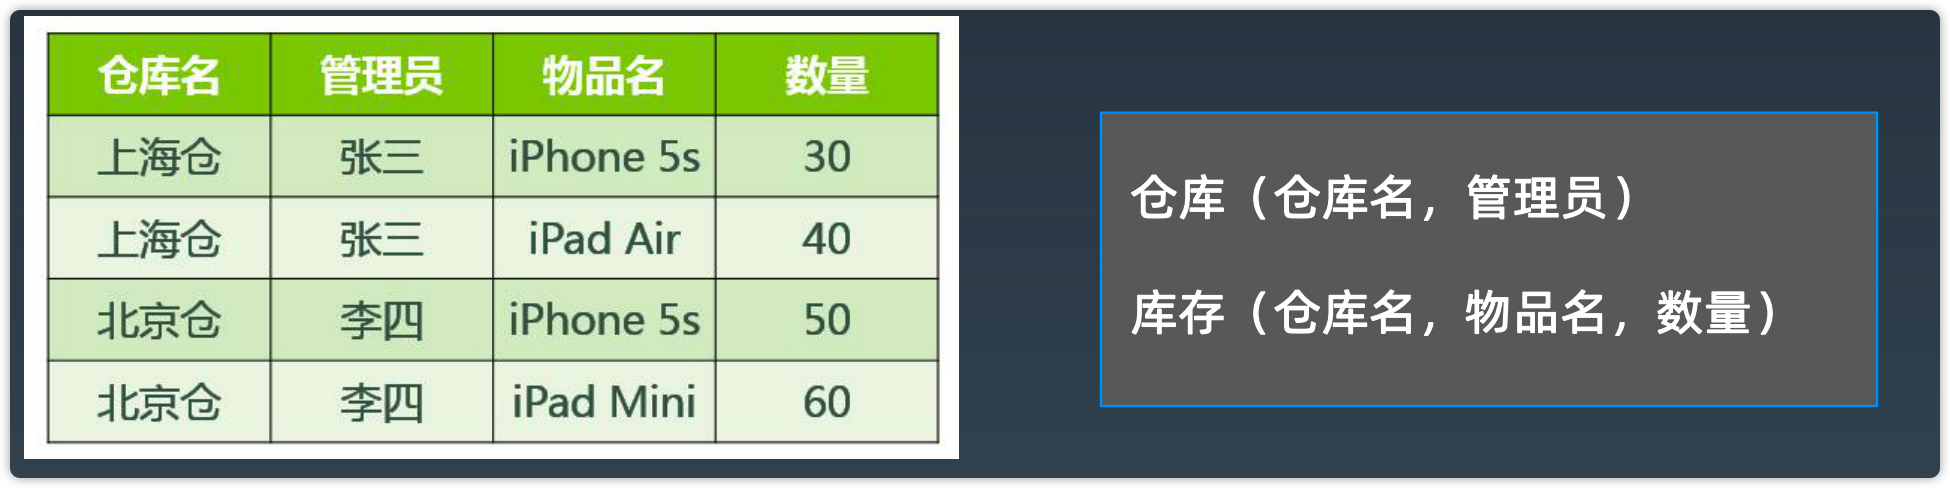 仓库名 管理员 物品名 数量
上海仓 张三 iPhone 5s 30
上海仓 张三 iPad Air 40
北京仓 李四 iPhone 5s 50
北京仓 李四 iPad Mini 60
仓库（仓库名，管理员）
库存（仓库名，物品名，数量）